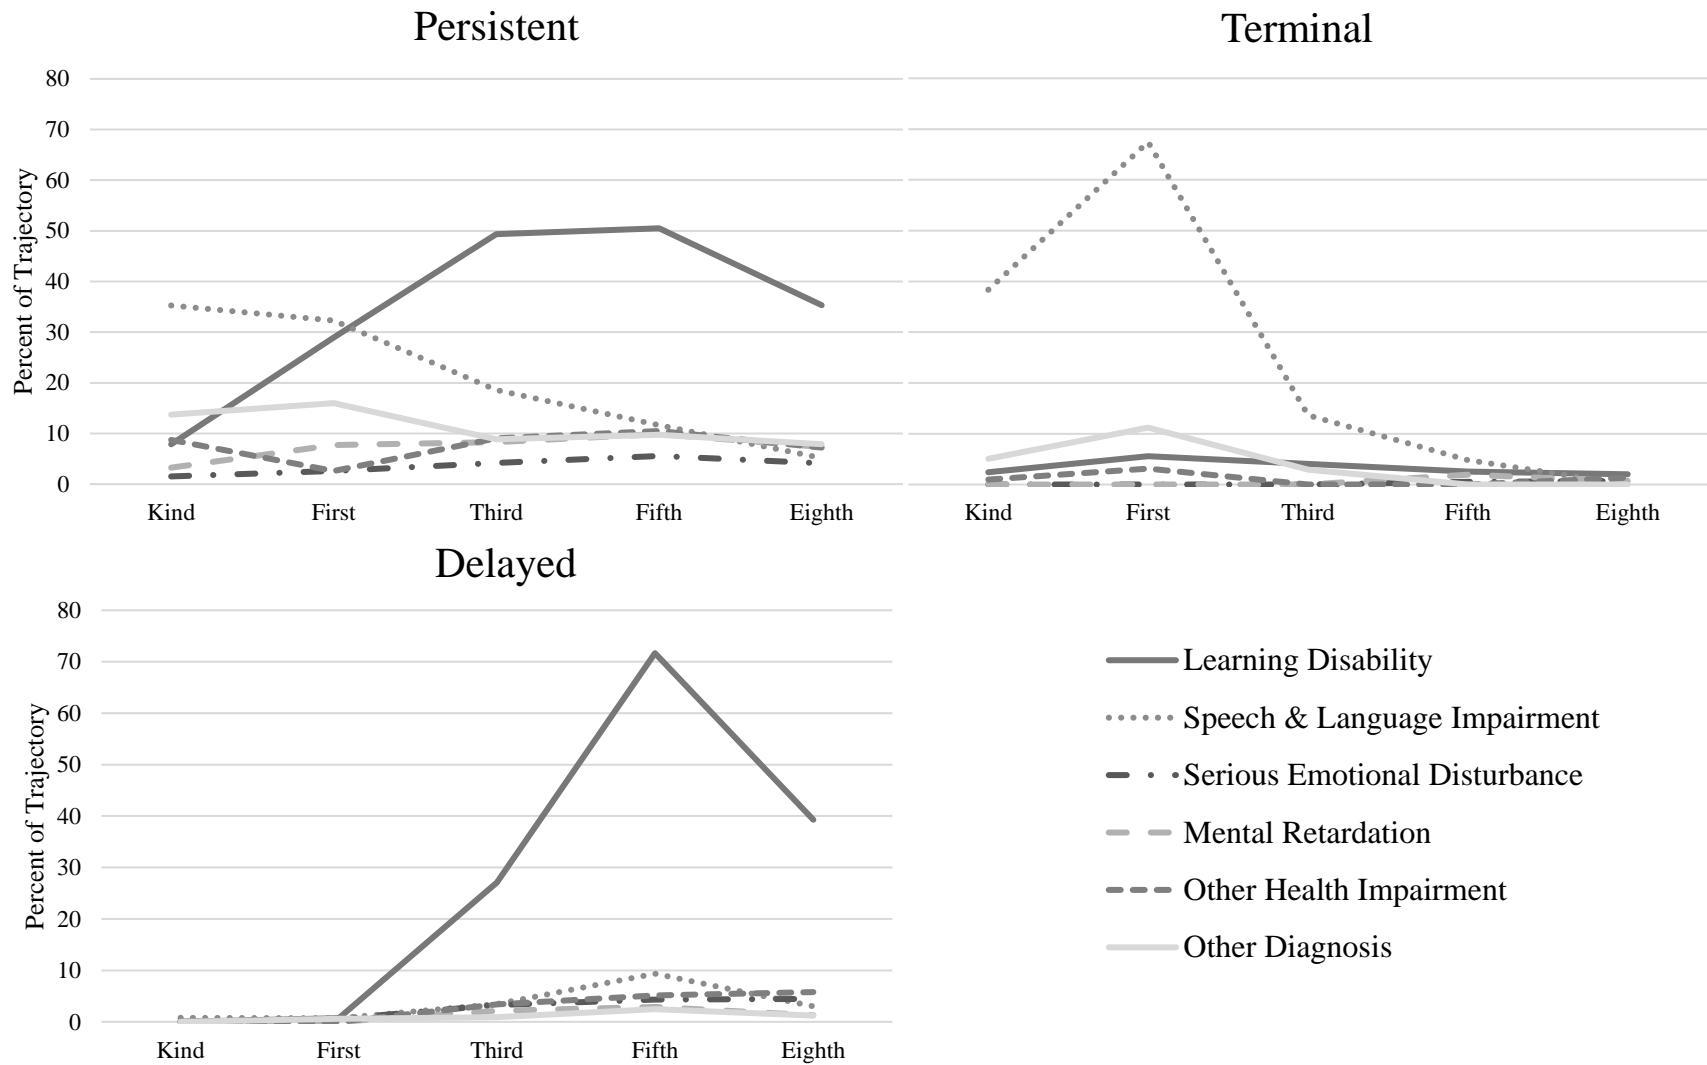 Persistent
Terminal
80
70
60
50
40
30
20
10
0
Percent of Trajectory
Kind First Third Fifth Eighth
Kind First Third Fifth Eighth
Delayed
80
70
60
50
40
30
20
10
0
Percent of Trajectory
Kind First Third Fifth Eighth
Learning Disability
Speech & Language Impairment
Serious Emotional Disturbance
Mental Retardation
Other Health Impairment
Other Diagnosis